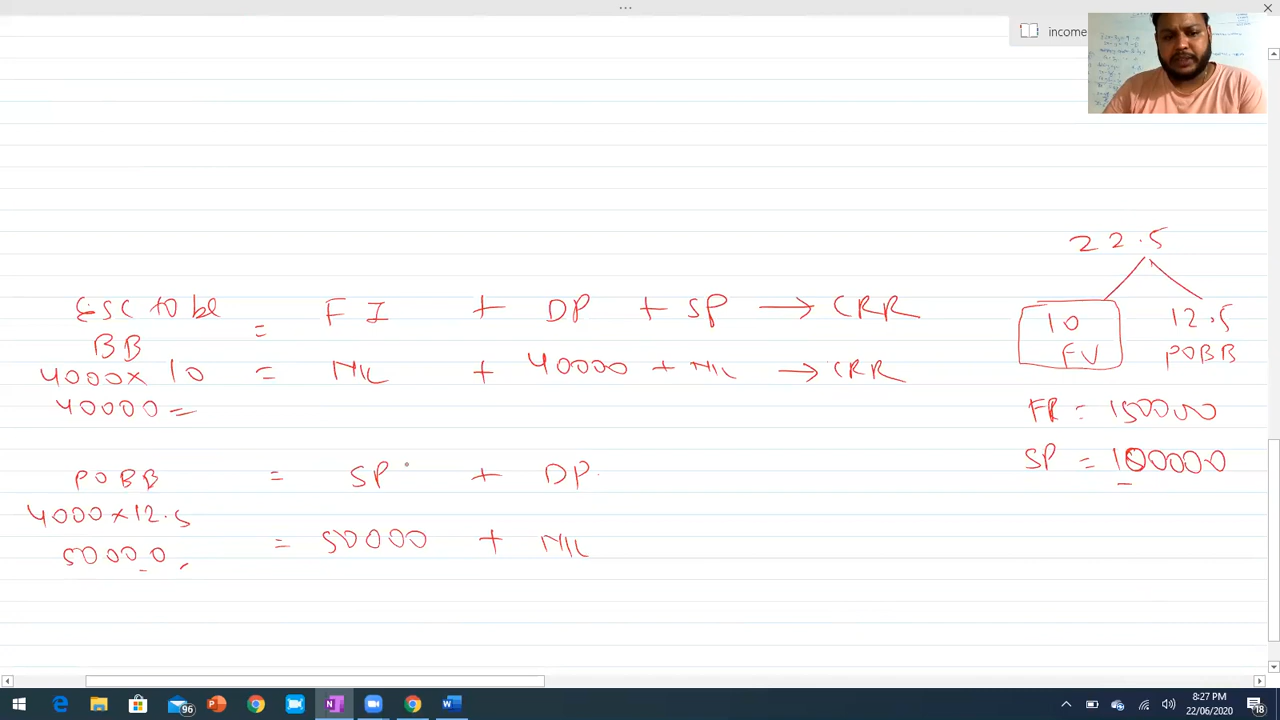 income
22.5
10 12.5
FV POBB
FR = 150000
SP = 100000
ESC to be = FI + DP + SP → CRR
BB
4000 × 10 = NIL + 40000 + NIL → CRR
40000 =
POBB = SP + DP.
4000 × 12.5
50000 = 50000 + NIL
96
8:27 PM
22/06/2020
18